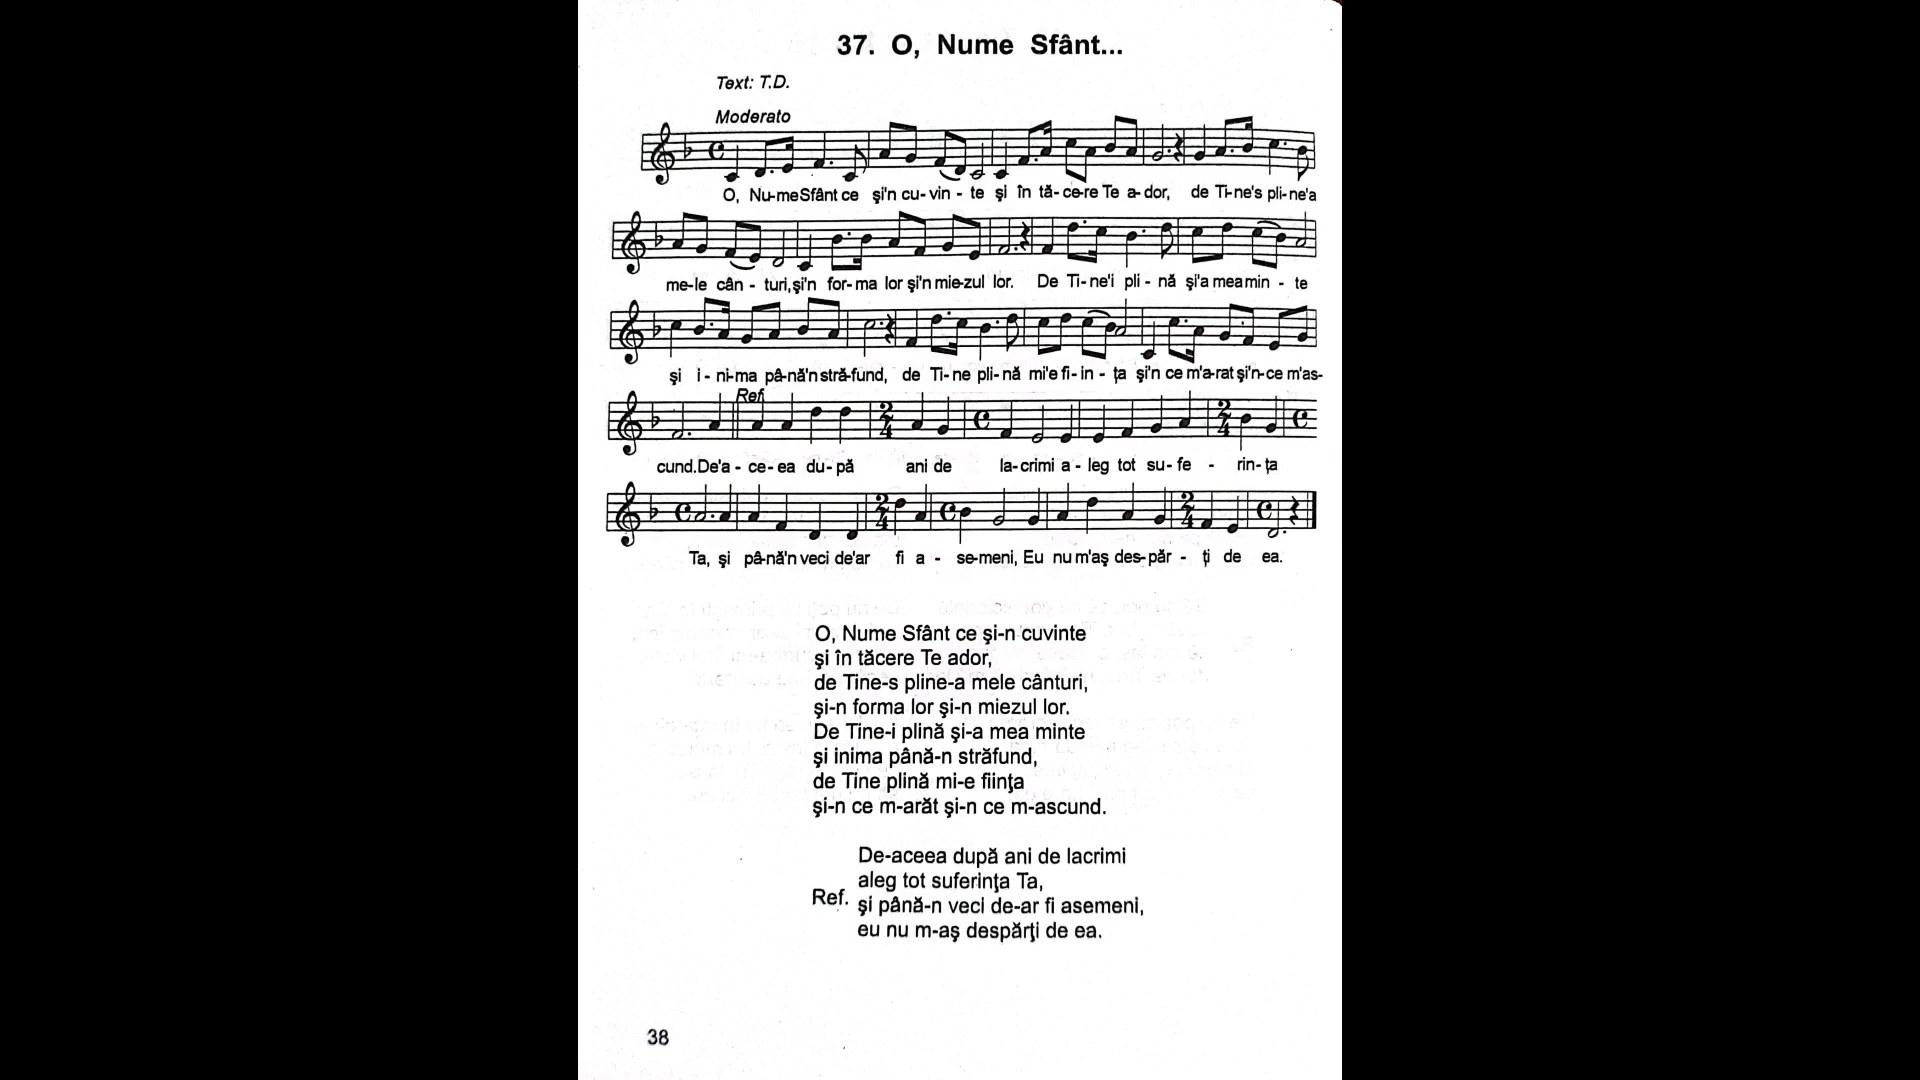 37. O, Nume Sfânt...
Text: T.D.
Moderato
O, Nu-me Sfânt ce şi'n cu-vin - te şi în tă-ce-re Te a-dor, de Ti-ne's pli-ne'a
me-le cân - turi, şi'n for-ma lor şi'n mie-zul lor. De Ti-ne'i pli - nă şi'a mea min - te
şi i - ni-ma pâ-nă'n stră-fund, de Ti-ne pli-nă mi'e fi-in - ţa şi'n ce m'a-rat şi'n-ce m'as-
Ref.
cund. De'a - ce-ea du-pă ani de la-crimi a - leg tot su-fe - rin-ţa
Ta, şi pâ-nă'n veci de'ar fi a - se-meni, Eu nu m'aş des-păr - ţi de ea.
O, Nume Sfânt ce şi-n cuvinte
şi în tăcere Te ador,
de Tine-s pline-a mele cânturi,
şi-n forma lor şi-n miezul lor.
De Tine-i plină şi-a mea minte
şi inima până-n străfund,
de Tine plină mi-e fiinţa
şi-n ce m-arăt şi-n ce m-ascund.
De-aceea după ani de lacrimi
aleg tot suferinţa Ta,
Ref. şi până-n veci de-ar fi asemeni,
eu nu m-aş despărţi de ea.
38